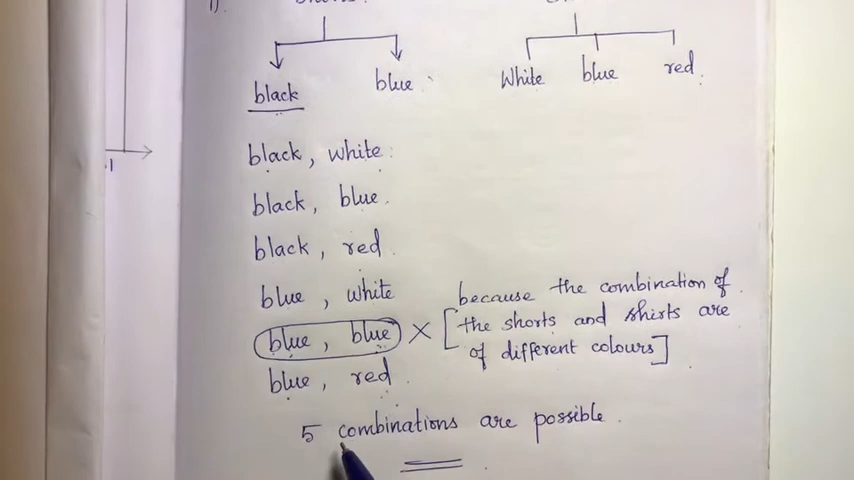 1).
black blue White blue red.
black, white
black, blue.
black, red.
blue, white
because the combination of
blue, blue × [the shorts and shirts are
of different colours]
blue, red.
5 combinations are possible.